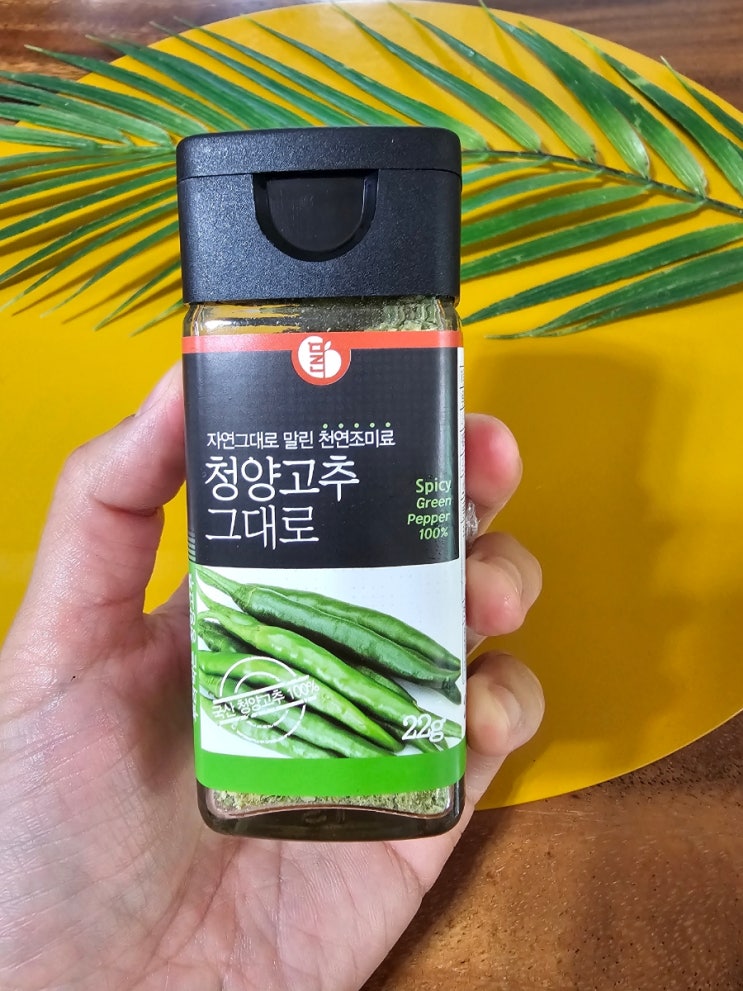 자연그대로 말린 천연조미료
청양고추
그대로
Spicy
Green
Pepper
100%
국산 청양고추 100%
22g